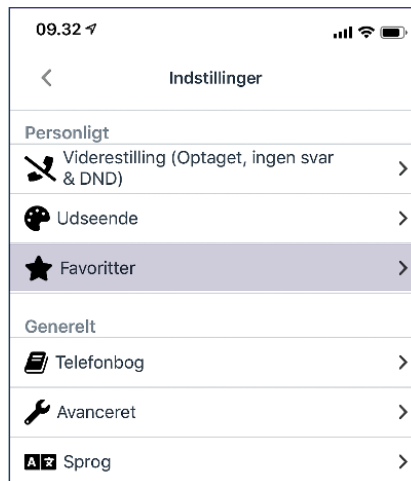 09.32
Indstillinger
Personligt
Viderestilling (Optaget, ingen svar
& DND)
Udseende
Favoritter
Generelt
Telefonbog
Avanceret
Sprog